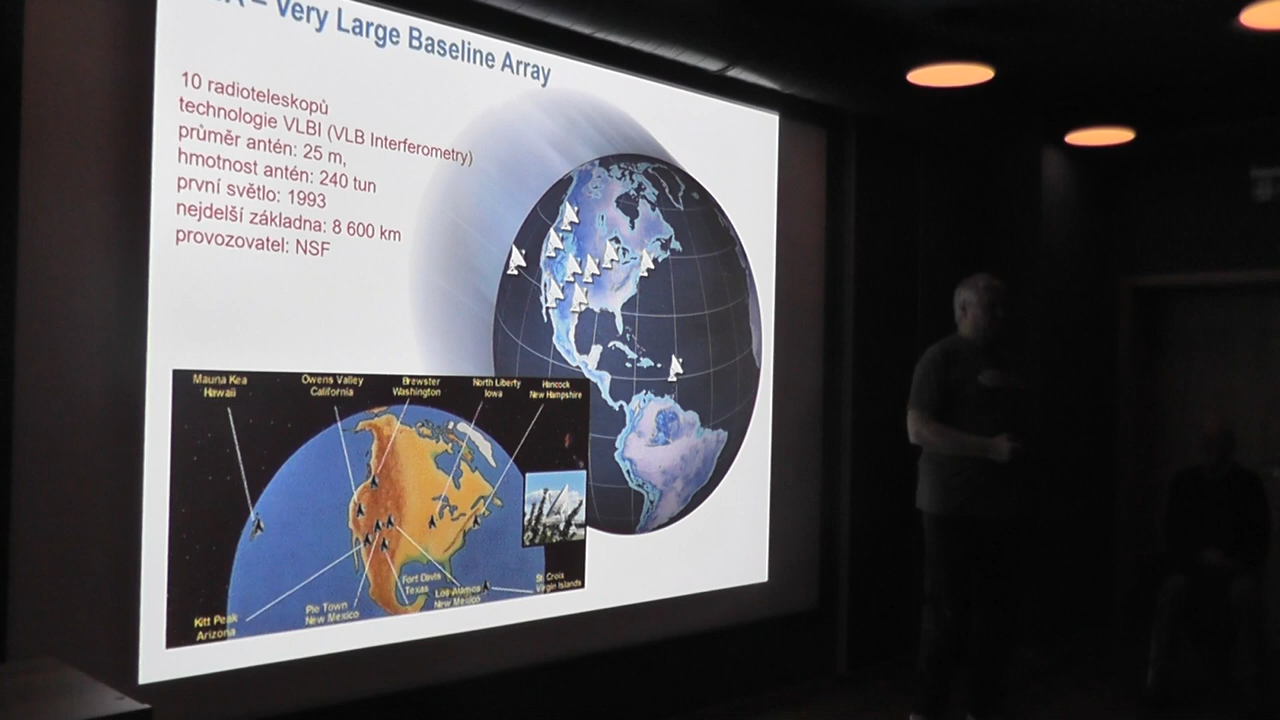 – Very Large Baseline Array
10 radioteleskopů
technologie VLBI (VLB Interferometry)
průměr antén: 25 m,
hmotnost antén: 240 tun
první světlo: 1993
nejdelší základna: 8 600 km
provozovatel: NSF
Mauna Kea
Hawaii
Owens Valley
California
Brewster
Washington
North Liberty
Iowa
Hancock
New Hampshire
Kitt Peak
Arizona
Pie Town
New Mexico
Fort Davis
Texas
Los Alamos
New Mexico
St. Croix
Virgin Islands